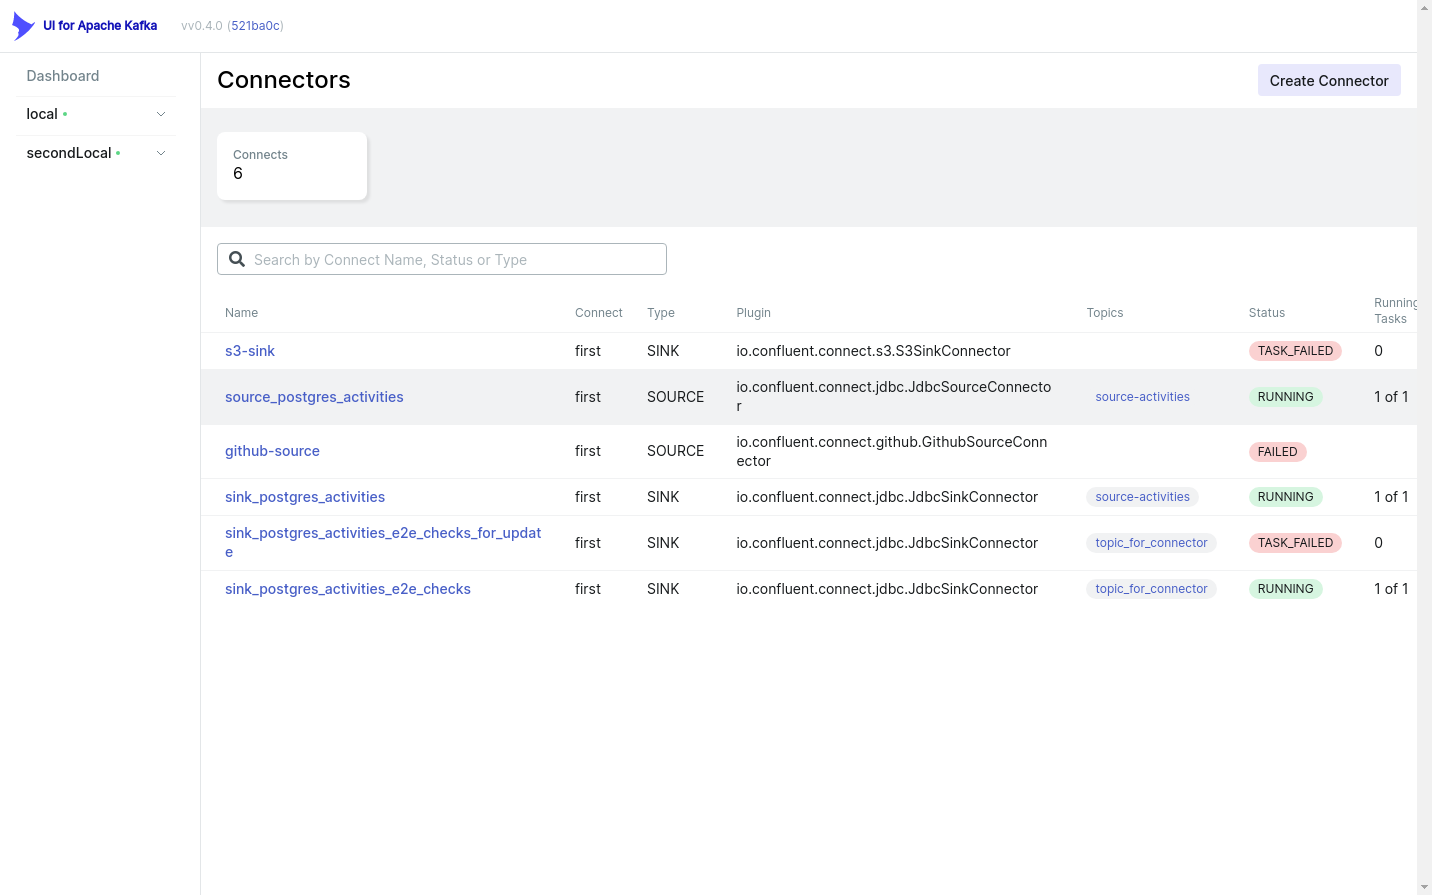 UI for Apache Kafka vv0.4.0 (521ba0c)
Dashboard
local
secondLocal
Connectors
Create Connector
Connects
6
Search by Connect Name, Status or Type
Name Connect Type Plugin Topics Status Running
Tasks
s3-sink first SINK io.confluent.connect.s3.S3SinkConnector TASK_FAILED 0
source_postgres_activities first SOURCE io.confluent.connect.jdbc.JdbcSourceConnecto
r source-activities RUNNING 1 of 1
github-source first SOURCE io.confluent.connect.github.GithubSourceConn
ector FAILED
sink_postgres_activities first SINK io.confluent.connect.jdbc.JdbcSinkConnector source-activities RUNNING 1 of 1
sink_postgres_activities_e2e_checks_for_updat
e first SINK io.confluent.connect.jdbc.JdbcSinkConnector topic_for_connector TASK_FAILED 0
sink_postgres_activities_e2e_checks first SINK io.confluent.connect.jdbc.JdbcSinkConnector topic_for_connector RUNNING 1 of 1